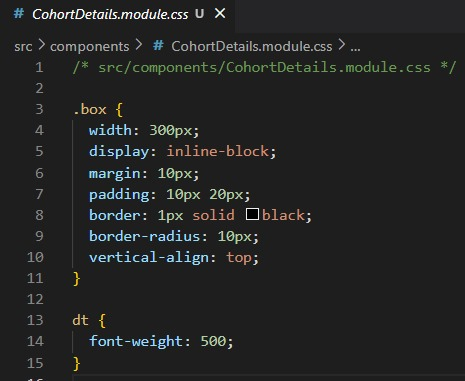 # CohortDetails.module.css U ✕
src > components > # CohortDetails.module.css > ...
1 /* src/components/CohortDetails.module.css */
2
3 .box {
4 width: 300px;
5 display: inline-block;
6 margin: 10px;
7 padding: 10px 20px;
8 border: 1px solid black;
9 border-radius: 10px;
10 vertical-align: top;
11 }
12
13 dt {
14 font-weight: 500;
15 }